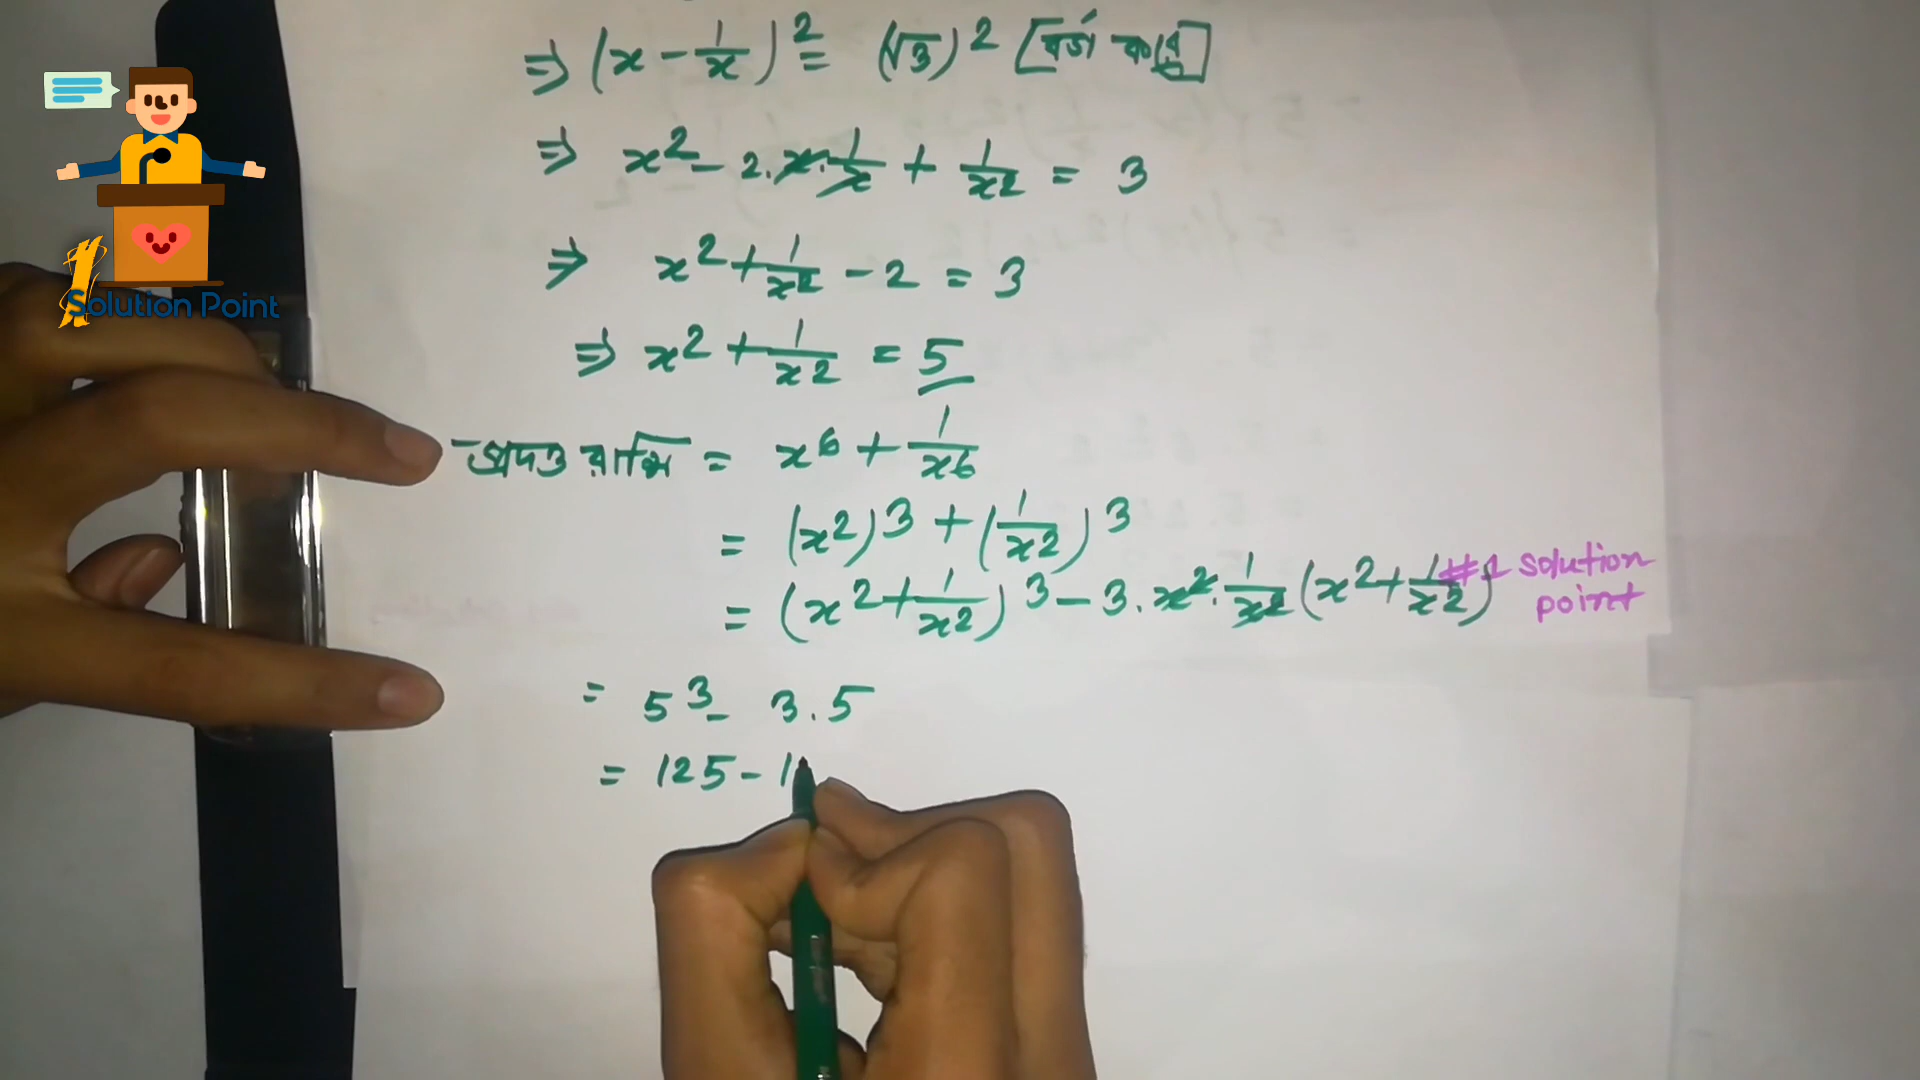 ⇒ (x - 1/x)² = (√3)² [বর্গ করে]
⇒ x² - 2.x.1/x + 1/x² = 3
⇒ x² + 1/x² - 2 = 3
⇒ x² + 1/x² = 5
প্রদত্ত রাশি = x⁶ + 1/x⁶
= (x²)³ + (1/x²)³
= (x² + 1/x²)³ - 3.x².1/x² (x² + 1/x²)
#1 solution point
= 5³ - 3.5
= 125 - 1
1 Solution Point